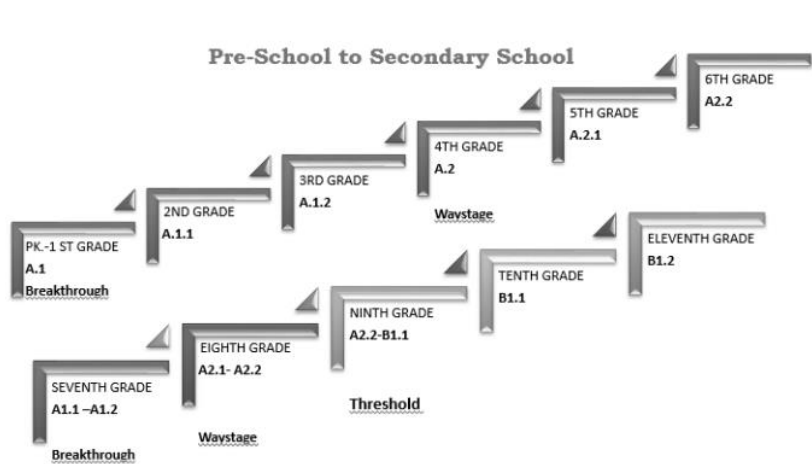 Pre-School to Secondary School
PK.-1 ST GRADE
A.1
Breakthrough
2ND GRADE
A.1.1
3RD GRADE
A.1.2
4TH GRADE
A.2
Waystage
5TH GRADE
A.2.1
6TH GRADE
A2.2
SEVENTH GRADE
A1.1 –A1.2
Breakthrough
EIGHTH GRADE
A2.1- A2.2
Waystage
NINTH GRADE
A2.2-B1.1
Threshold
TENTH GRADE
B1.1
ELEVENTH GRADE
B1.2